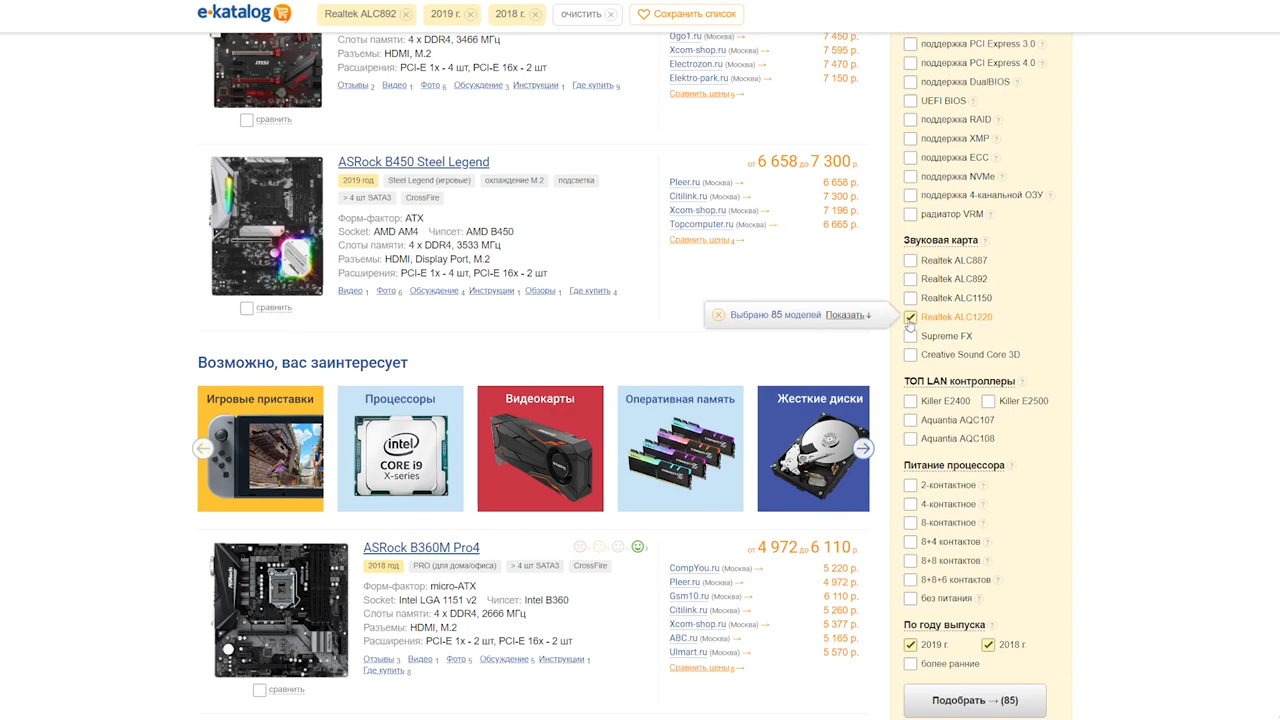 e·katalog
Realtek ALC892
2019 г.
2018 г.
очистить
Сохранить список
Слоты памяти: 4 x DDR4, 3466 МГц
Разъемы: HDMI, M.2
Расширения: PCI-E 1x - 4 шт, PCI-E 16x - 2 шт
Отзывы 2 Видео 1 Фото 6 Обсуждение 3 Инструкции 1 Где купить 9
сравнить
Ogo1.ru (Москва) → 7 450 р.
Xcom-shop.ru (Москва) → 7 595 р.
Electrozon.ru (Москва) → 7 470 р.
Elektro-park.ru (Москва) → 7 150 р.
Сравнить цены 9 →
ASRock B450 Steel Legend
2019 год Steel Legend (игровые) охлаждение M.2 подсветка
> 4 шт SATA3 CrossFire
Форм-фактор: ATX
Socket: AMD AM4 Чипсет: AMD B450
Слоты памяти: 4 x DDR4, 3533 МГц
Разъемы: HDMI, Display Port, M.2
Расширения: PCI-E 1x - 4 шт, PCI-E 16x - 2 шт
Видео 1 Фото 6 Обсуждение 4 Инструкции 1 Обзоры 1 Где купить 4
сравнить
от 6 658 до 7 300 р.
Pleer.ru (Москва) → 6 658 р.
Citilink.ru (Москва) → 7 300 р.
Xcom-shop.ru (Москва) → 7 196 р.
Topcomputer.ru (Москва) → 6 665 р.
Сравнить цены 4 →
Выбрано 85 моделей Показать ↓
Возможно, вас заинтересует
Игровые приставки
Процессоры
intel
CORE i9
X-series
Видеокарты
Оперативная память
Жесткие диски
ASRock B360M Pro4
2018 год PRO (для дома/офиса) > 4 шт SATA3 CrossFire
Форм-фактор: micro-ATX
Socket: Intel LGA 1151 v2 Чипсет: Intel B360
Слоты памяти: 4 x DDR4, 2666 МГц
Разъемы: HDMI, M.2
Расширения: PCI-E 1x - 2 шт, PCI-E 16x - 2 шт
Отзывы 3 Видео 1 Фото 5 Обсуждение 5 Инструкции 1
Где купить 8
сравнить
от 4 972 до 6 110 р.
CompYou.ru (Москва) → 5 220 р.
Pleer.ru (Москва) → 4 972 р.
Gsm10.ru (Москва) → 6 110 р.
Citilink.ru (Москва) → 5 260 р.
Xcom-shop.ru (Москва) → 5 377 р.
ABC.ru (Москва) → 5 165 р.
Ulmart.ru (Москва) → 5 570 р.
Сравнить цены 8 →
поддержка PCI Express 3.0
поддержка PCI Express 4.0
поддержка DualBIOS
UEFI BIOS
поддержка RAID
поддержка XMP
поддержка ECC
поддержка NVMe
поддержка 4-канальной ОЗУ
радиатор VRM
Звуковая карта
Realtek ALC887
Realtek ALC892
Realtek ALC1150
Realtek ALC1220
Supreme FX
Creative Sound Core 3D
ТОП LAN контроллеры
Killer E2400 Killer E2500
Aquantia AQC107
Aquantia AQC108
Питание процессора
2-контактное
4-контактное
8-контактное
8+4 контактов
8+8 контактов
8+8+6 контактов
без питания
По году выпуска
2019 г. 2018 г.
более ранние
Подобрать → (85)